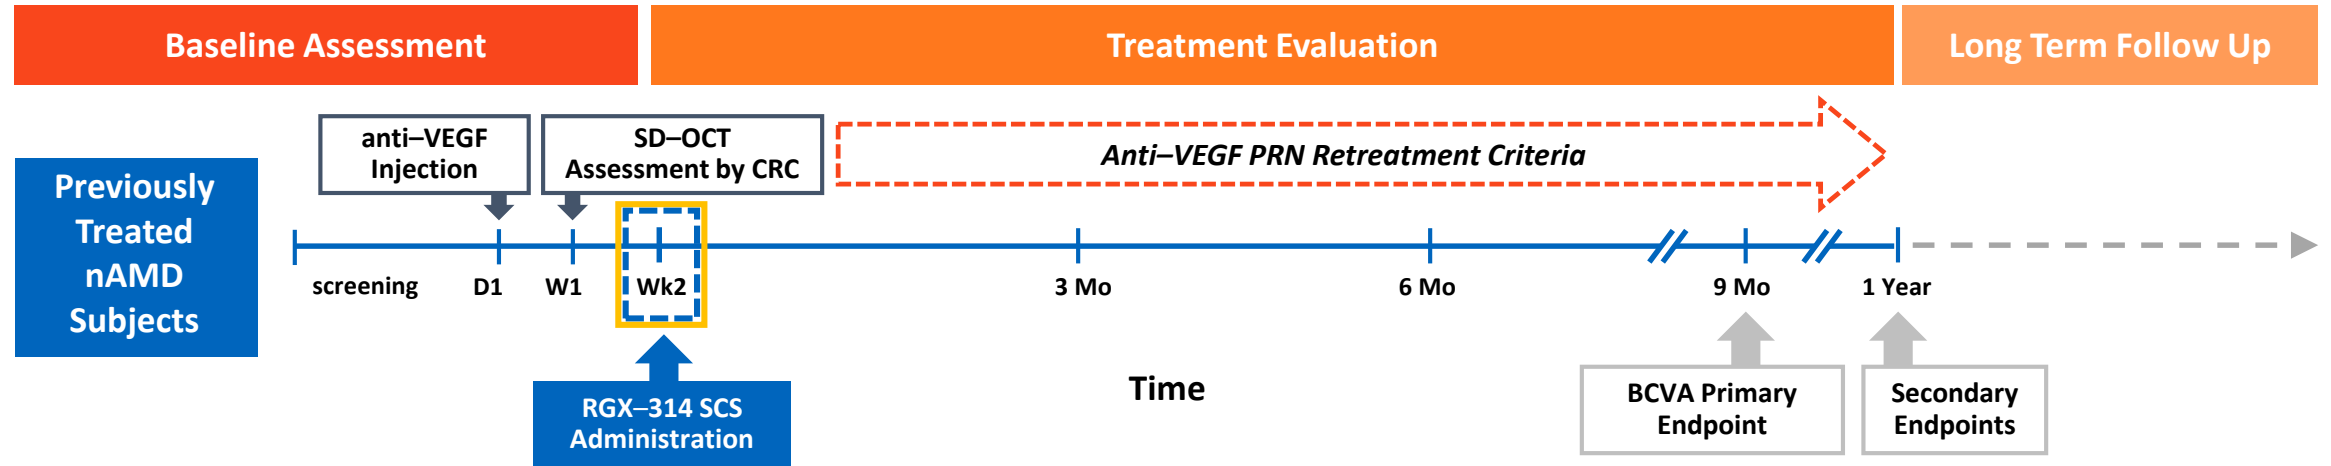 Baseline Assessment
Treatment Evaluation
Long Term Follow Up
anti–VEGF
Injection
SD–OCT
Assessment by CRC
Anti–VEGF PRN Retreatment Criteria
Previously
Treated
nAMD
Subjects
screening
D1
W1
Wk2
3 Mo
6 Mo
9 Mo
1 Year
RGX–314 SCS
Administration
Time
BCVA Primary
Endpoint
Secondary
Endpoints